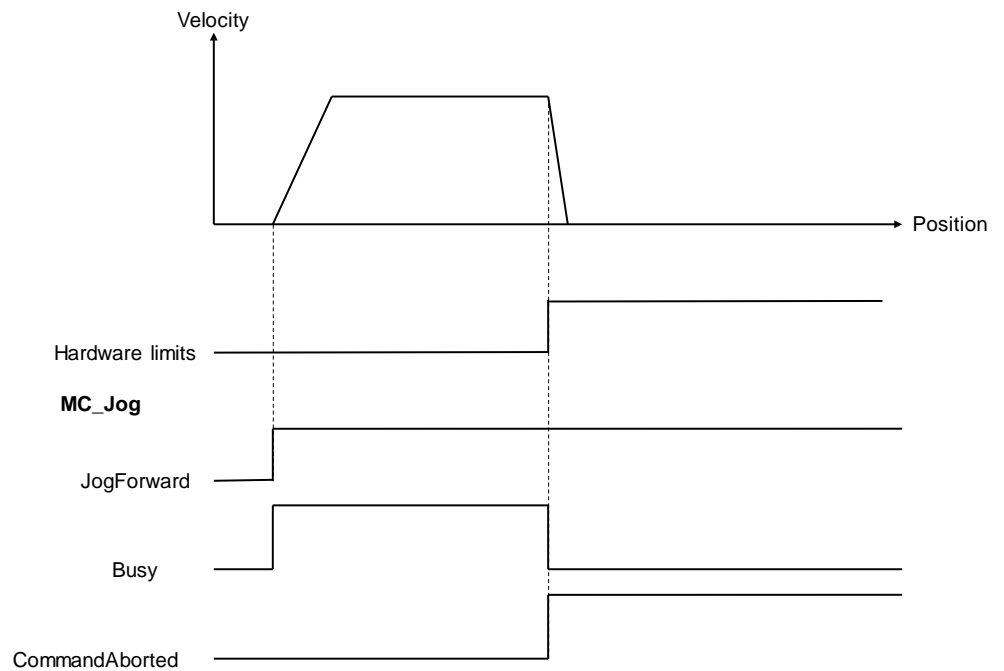 Velocity
Position
Hardware limits
MC_Jog
JogForward
Busy
CommandAborted